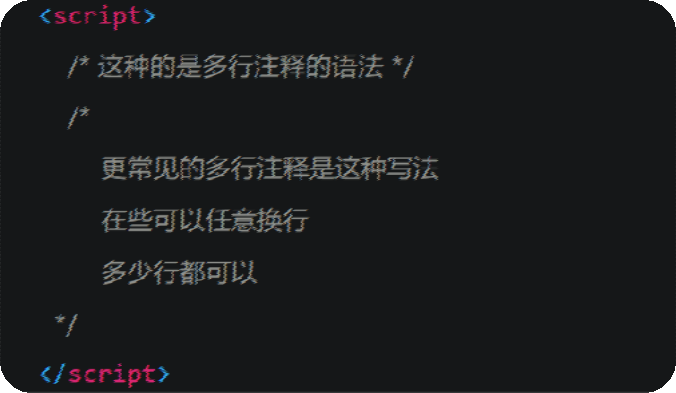 <script>
/* 这种的是多行注释的语法 */
/*
更常见的多行注释是这种写法
在些可以任意换行
多少行都可以
*/
</script>